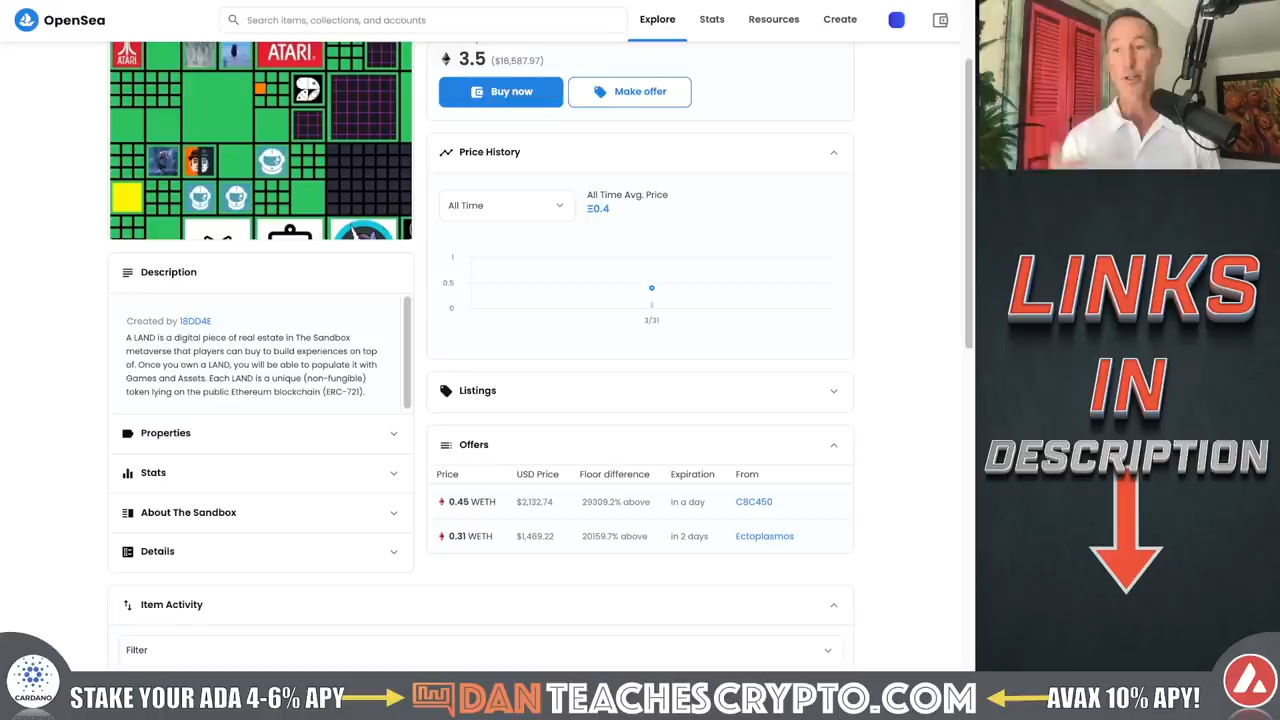 OpenSea
Search items, collections, and accounts
Explore
Stats
Resources
Create
ATARI
ATARI
3.5 ($16,587.97)
Buy now
Make offer
Price History
All Time
All Time Avg. Price
Ξ0.4
1
0.5
0
3/31
Description
Created by 18DD4E
A LAND is a digital piece of real estate in The Sandbox
metaverse that players can buy to build experiences on top
of. Once you own a LAND, you will be able to populate it with
Games and Assets. Each LAND is a unique (non-fungible)
token lying on the public Ethereum blockchain (ERC-721).
Properties
Stats
About The Sandbox
Details
Listings
Offers
Price USD Price Floor difference Expiration From
0.45 WETH $2,132.74 29309.2% above in a day C8C450
0.31 WETH $1,469.22 20159.7% above in 2 days Ectoplasmos
Item Activity
Filter
LINKS
IN
DESCRIPTION
CARDANO
STAKE YOUR ADA 4-6% APY
DANTEACHESCRYPTO.COM
AVAX 10% APY!